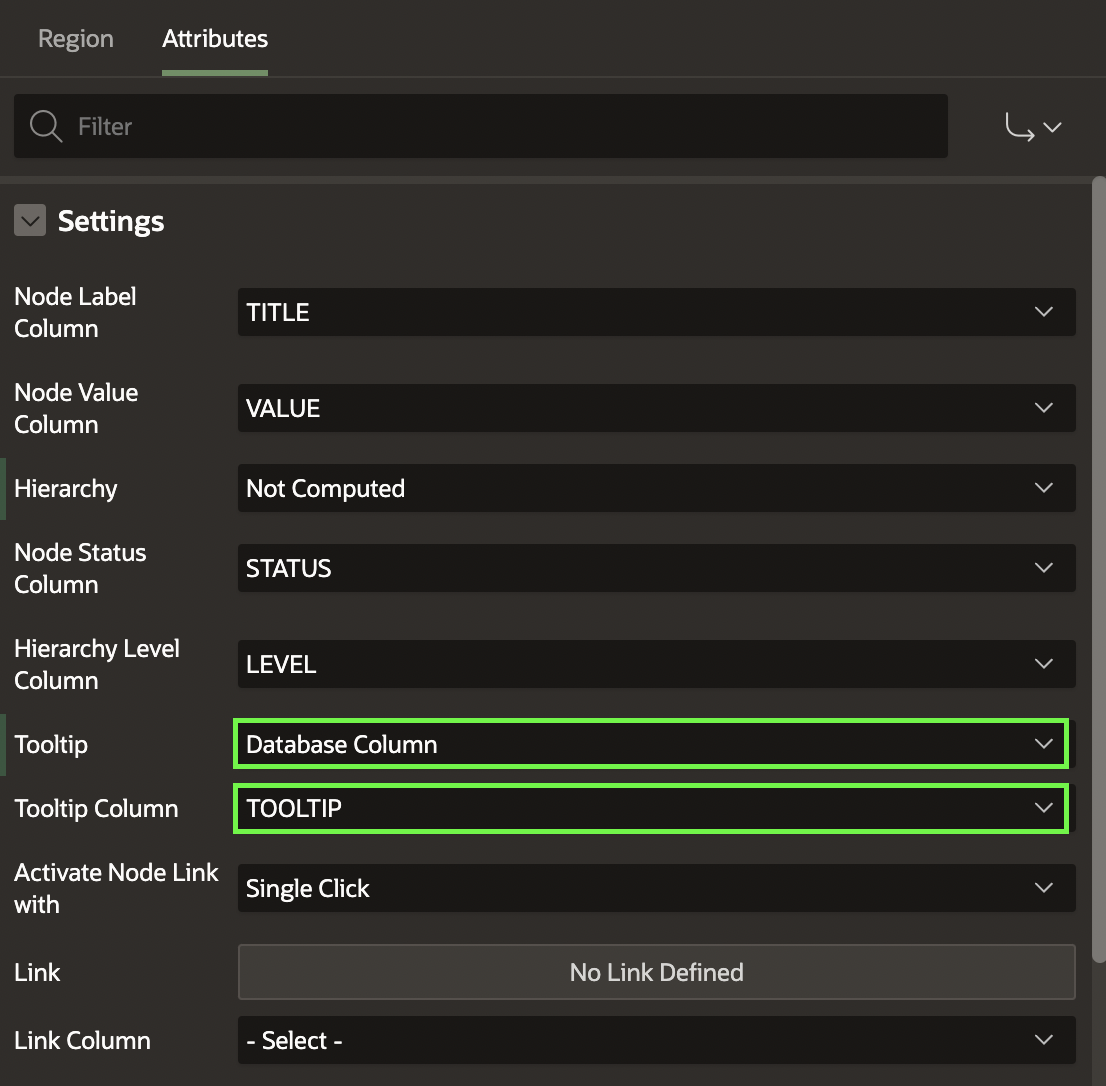 Region Attributes
Filter
Settings
Node Label
Column
TITLE
Node Value
Column
VALUE
Hierarchy
Not Computed
Node Status
Column
STATUS
Hierarchy Level
Column
LEVEL
Tooltip
Database Column
Tooltip Column
TOOLTIP
Activate Node Link
with
Single Click
Link
No Link Defined
Link Column
- Select -